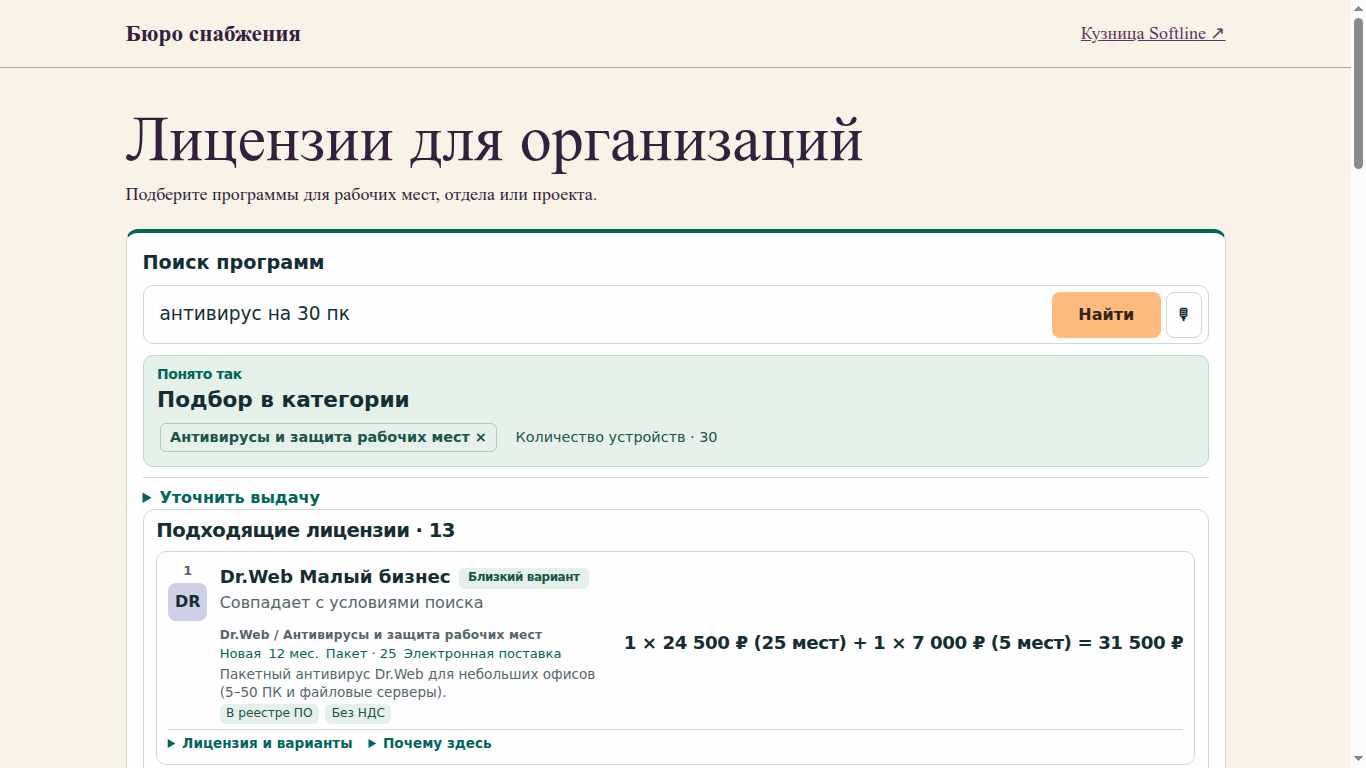 Бюро снабжения
Кузница Softline ↗
Лицензии для организаций
Подберите программы для рабочих мест, отдела или проекта.
Поиск программ
антивирус на 30 пк
Найти
Понято так
Подбор в категории
Антивирусы и защита рабочих мест ×
Количество устройств · 30
Уточнить выдачу
Подходящие лицензии · 13
1
DR
Dr.Web Малый бизнес
Близкий вариант
Совпадает с условиями поиска
Dr.Web / Антивирусы и защита рабочих мест
Новая 12 мес. Пакет · 25 Электронная поставка
1 × 24 500 ₽ (25 мест) + 1 × 7 000 ₽ (5 мест) = 31 500 ₽
Пакетный антивирус Dr.Web для небольших офисов
(5–50 ПК и файловые серверы).
В реестре ПО
Без НДС
Лицензия и варианты
Почему здесь